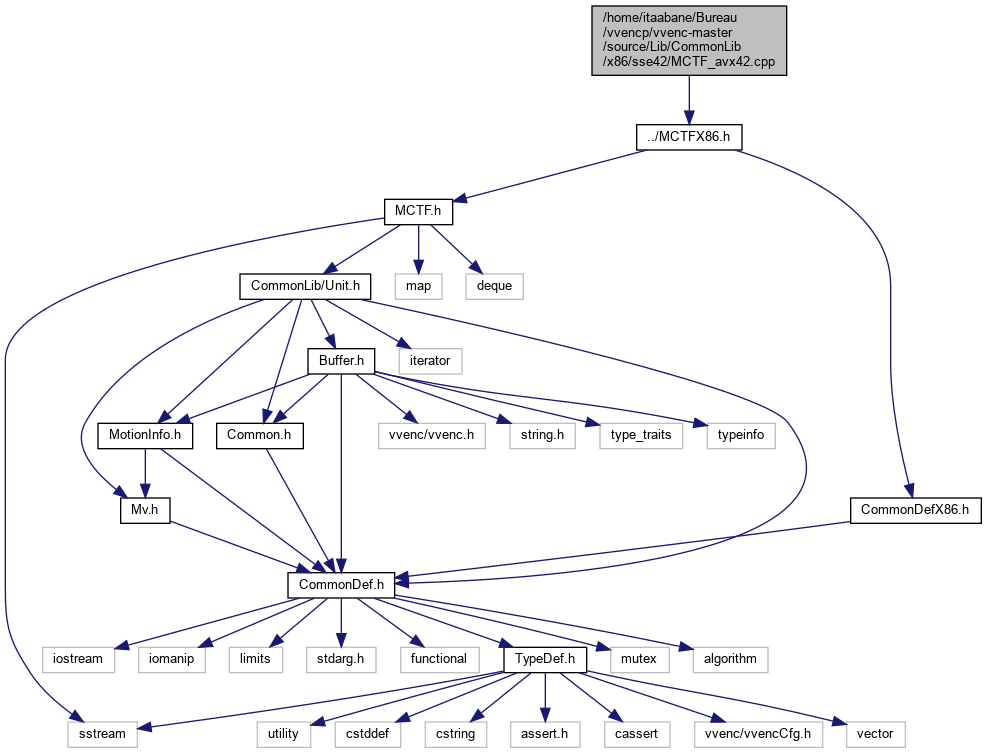 /home/itaabane/Bureau
/vvencp/vvenc-master
/source/Lib/CommonLib
/x86/sse42/MCTF_avx42.cpp
../MCTFX86.h
MCTF.h
CommonLib/Unit.h
map
deque
Buffer.h
iterator
MotionInfo.h
Common.h
vvenc/vvenc.h
string.h
type_traits
typeinfo
Mv.h
CommonDefX86.h
CommonDef.h
iostream
iomanip
limits
stdarg.h
functional
TypeDef.h
mutex
algorithm
sstream
utility
cstddef
cstring
assert.h
cassert
vvenc/vvencCfg.h
vector